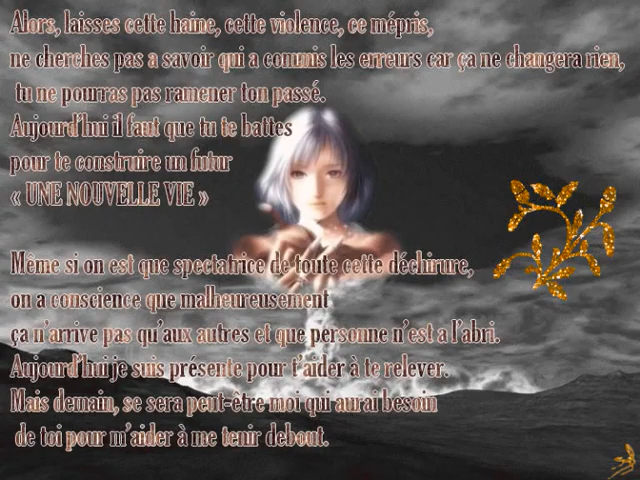 Alors, laisses cette haine, cette violence, ce mépris,
ne cherches pas a savoir qui a commis les erreurs car ça ne changera rien,
tu ne pourras pas ramener ton passé.
Aujourd'hui il faut que tu te battes
pour te construire un futur
« UNE NOUVELLE VIE »
Même si on est que spectatrice de toute cette déchirure,
on a conscience que malheureusement
ça n'arrive pas qu'aux autres et que personne n'est a l'abri.
Aujourd'hui je suis présente pour t'aider à te relever.
Mais demain, se sera peut-être moi qui aurai besoin
de toi pour m'aider à me tenir debout.